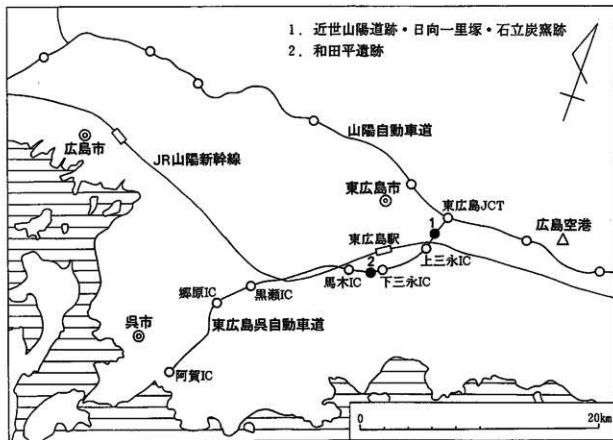 1. 近世山陽道跡・日向一里塚・石立炭窯跡
2. 和田平遺跡
山陽自動車道
広島市
JR山陽新幹線
東広島市
東広島JCT
広島空港
1
東広島駅
上三永IC
2
馬木IC
下三永IC
黒瀬IC
郷原IC
東広島呉自動車道
呉市
阿賀IC
0
20km